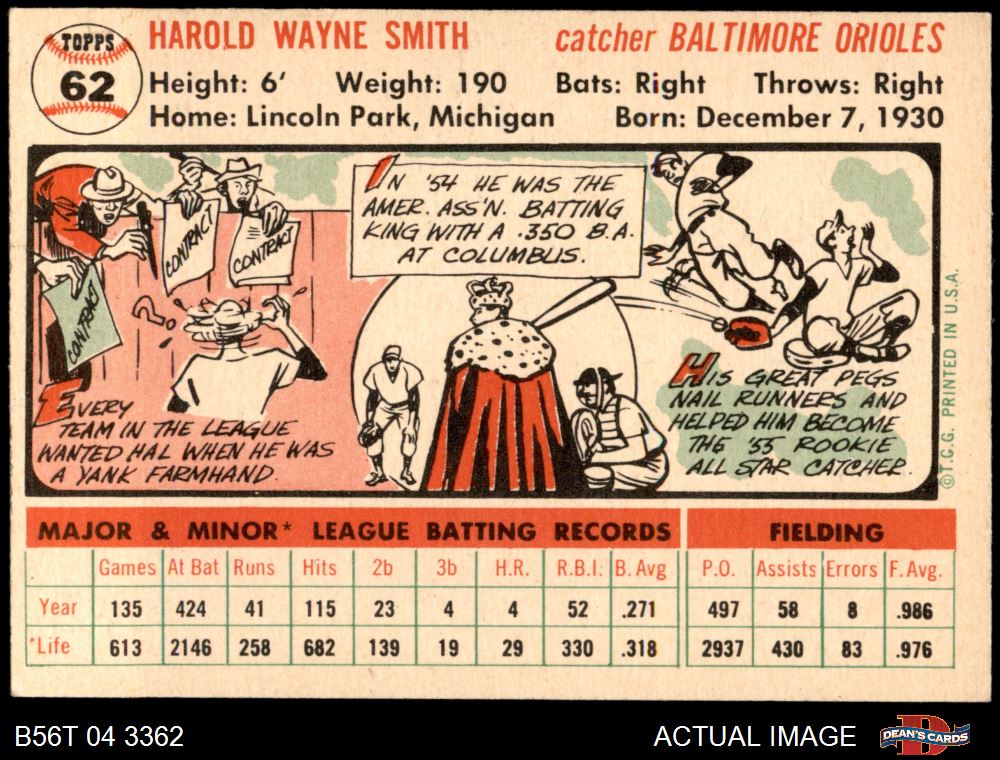 TOPPS
62
HAROLD WAYNE SMITH
catcher BALTIMORE ORIOLES
Height: 6' Weight: 190 Bats: Right Throws: Right
Home: Lincoln Park, Michigan Born: December 7, 1930
CONTRACT
CONTRACT
CONTRACT
?
EVERY
TEAM IN THE LEAGUE
WANTED HAL WHEN HE WAS
A YANK FARMHAND.
IN '54 HE WAS THE
AMER. ASS'N. BATTING
KING WITH A .350 B.A.
AT COLUMBUS.
HIS GREAT PEGS
NAIL RUNNERS AND
HELPED HIM BECOME
THE '55 ROOKIE
ALL STAR CATCHER.
©T.C.G. PRINTED IN U.S.A.
MAJOR & MINOR* LEAGUE BATTING RECORDS FIELDING
Games At Bat Runs Hits 2b 3b H.R. R.B.I. B. Avg P.O. Assists Errors F. Avg.
Year 135 424 41 115 23 4 4 52 .271 497 58 8 .986
*Life 613 2146 258 682 139 19 29 330 .318 2937 430 83 .976
B56T 04 3362
ACTUAL IMAGE
D
DEAN'S CARDS